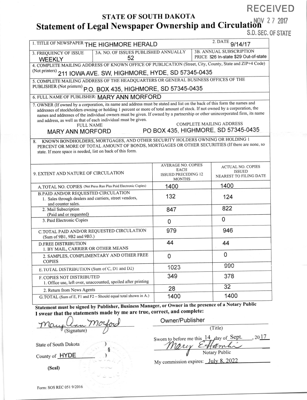 RECEIVED
NOV 27 2017
S.D. SEC. OF STATE
STATE OF SOUTH DAKOTA
Statement of Legal Newspaper Ownership and Circulation
1. TITLE OF NEWSPAPER THE HIGHMORE HERALD
2. DATE 9/14/17
3. FREQUENCY OF ISSUE WEEKLY
3A. NO. OF ISSUES PUBLISHED ANNUALLY 52
3B. ANNUAL SUBSCRIPTION PRICE $26 In-state $29 Out-of-state
4. COMPLETE MAILING ADDRESS OF KNOWN OFFICE OF PUBLICATION (Street, City, County, State and ZIP+4 Code)
(Not printers) 211 IOWA AVE. SW, HIGHMORE, HYDE, SD 57345-0435
5. COMPLETE MAILING ADDRESS OF THE HEADQUARTERS OR GENERAL BUSINESS OFFICES OF THE
PUBLISHER (Not printers) P.O. BOX 435, HIGHMORE, SD 57345-0435
6. FULL NAME OF PUBLISHER: MARY ANN MORFORD
7. OWNER (If owned by a corporation, its name and address must be stated and list on the back of this form the names and
addresses of stockholders owning or holding 1 percent or more of total amount of stock. If not owned by a corporation, the
names and addresses of the individual owners must be given. If owned by a partnership or other unincorporated firm, its name
and address, as well as that of each individual must be given.
FULL NAME COMPLETE MAILING ADDRESS
MARY ANN MORFORD PO BOX 435, HIGHMORE, SD 57345-0435
8. KNOWN BONDHOLDERS, MORTGAGES, AND OTHER SECURITY HOLDERS OWNING OR HOLDING 1
PERCENT OR MORE OF TOTAL AMOUNT OF BONDS, MORTGAGES OR OTHER SECURITIES (If there are none, so
state. If more space is needed, list on back of this form.
9. EXTENT AND NATURE OF CIRCULATION
AVERAGE NO. COPIES EACH ISSUED PRECEEDING 12 MONTHS
ACTUAL NO. COPIES ISSUED NEAREST TO FILING DATE
A. TOTAL NO. COPIES (Net Press Run Plus Paid Electronic Copies) 1400 1400
B. PAID AND/OR REQUESTED CIRCULATION
1. Sales through dealers and carriers, street vendors, and counter sales. 132 124
2. Mail Subscription (Paid and or requested) 847 822
3. Paid Electronic Copies 0 0
C. TOTAL PAID AND/OR REQUESTED CIRCULATION (Sum of 9B1, 9B2 and 9B3.) 979 946
D. FREE DISTRIBUTION
1. BY MAIL, CARRIER OR OTHER MEANS 44 44
2. SAMPLES, COMPLIMENTARY AND OTHER FREE COPIES 0 0
E. TOTAL DISTRIBUTION (Sum of C, D1 and D2) 1023 990
F. COPIES NOT DISTRIBUTED
1. Office use, left over, unaccounted, spoiled after printing 349 378
2. Return from News Agents 28 32
G. TOTAL (Sum of E, F1 and F2 - Should equal total shown in A.) 1400 1400
Statement must be signed by Publisher, Business Manager, or Owner in the presence of a Notary Public
I swear that the statements made by me are true, correct, and complete:
Mary Ann Morford Owner/Publisher
(Signature) (Title)
State of South Dakota )
Sworn to before me this 14 day of Sept. 2017
County of HYDE )
Notary Public
(Seal)
My commission expires: July 8, 2022
Form: SOS REC 051 9/2016